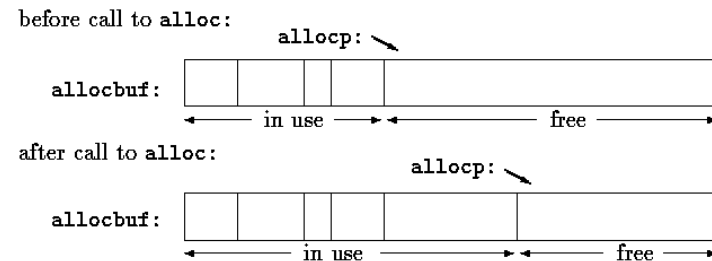 before call to alloc:
allocp:
allocbuf:
in use free
after call to alloc:
allocp:
allocbuf:
in use free